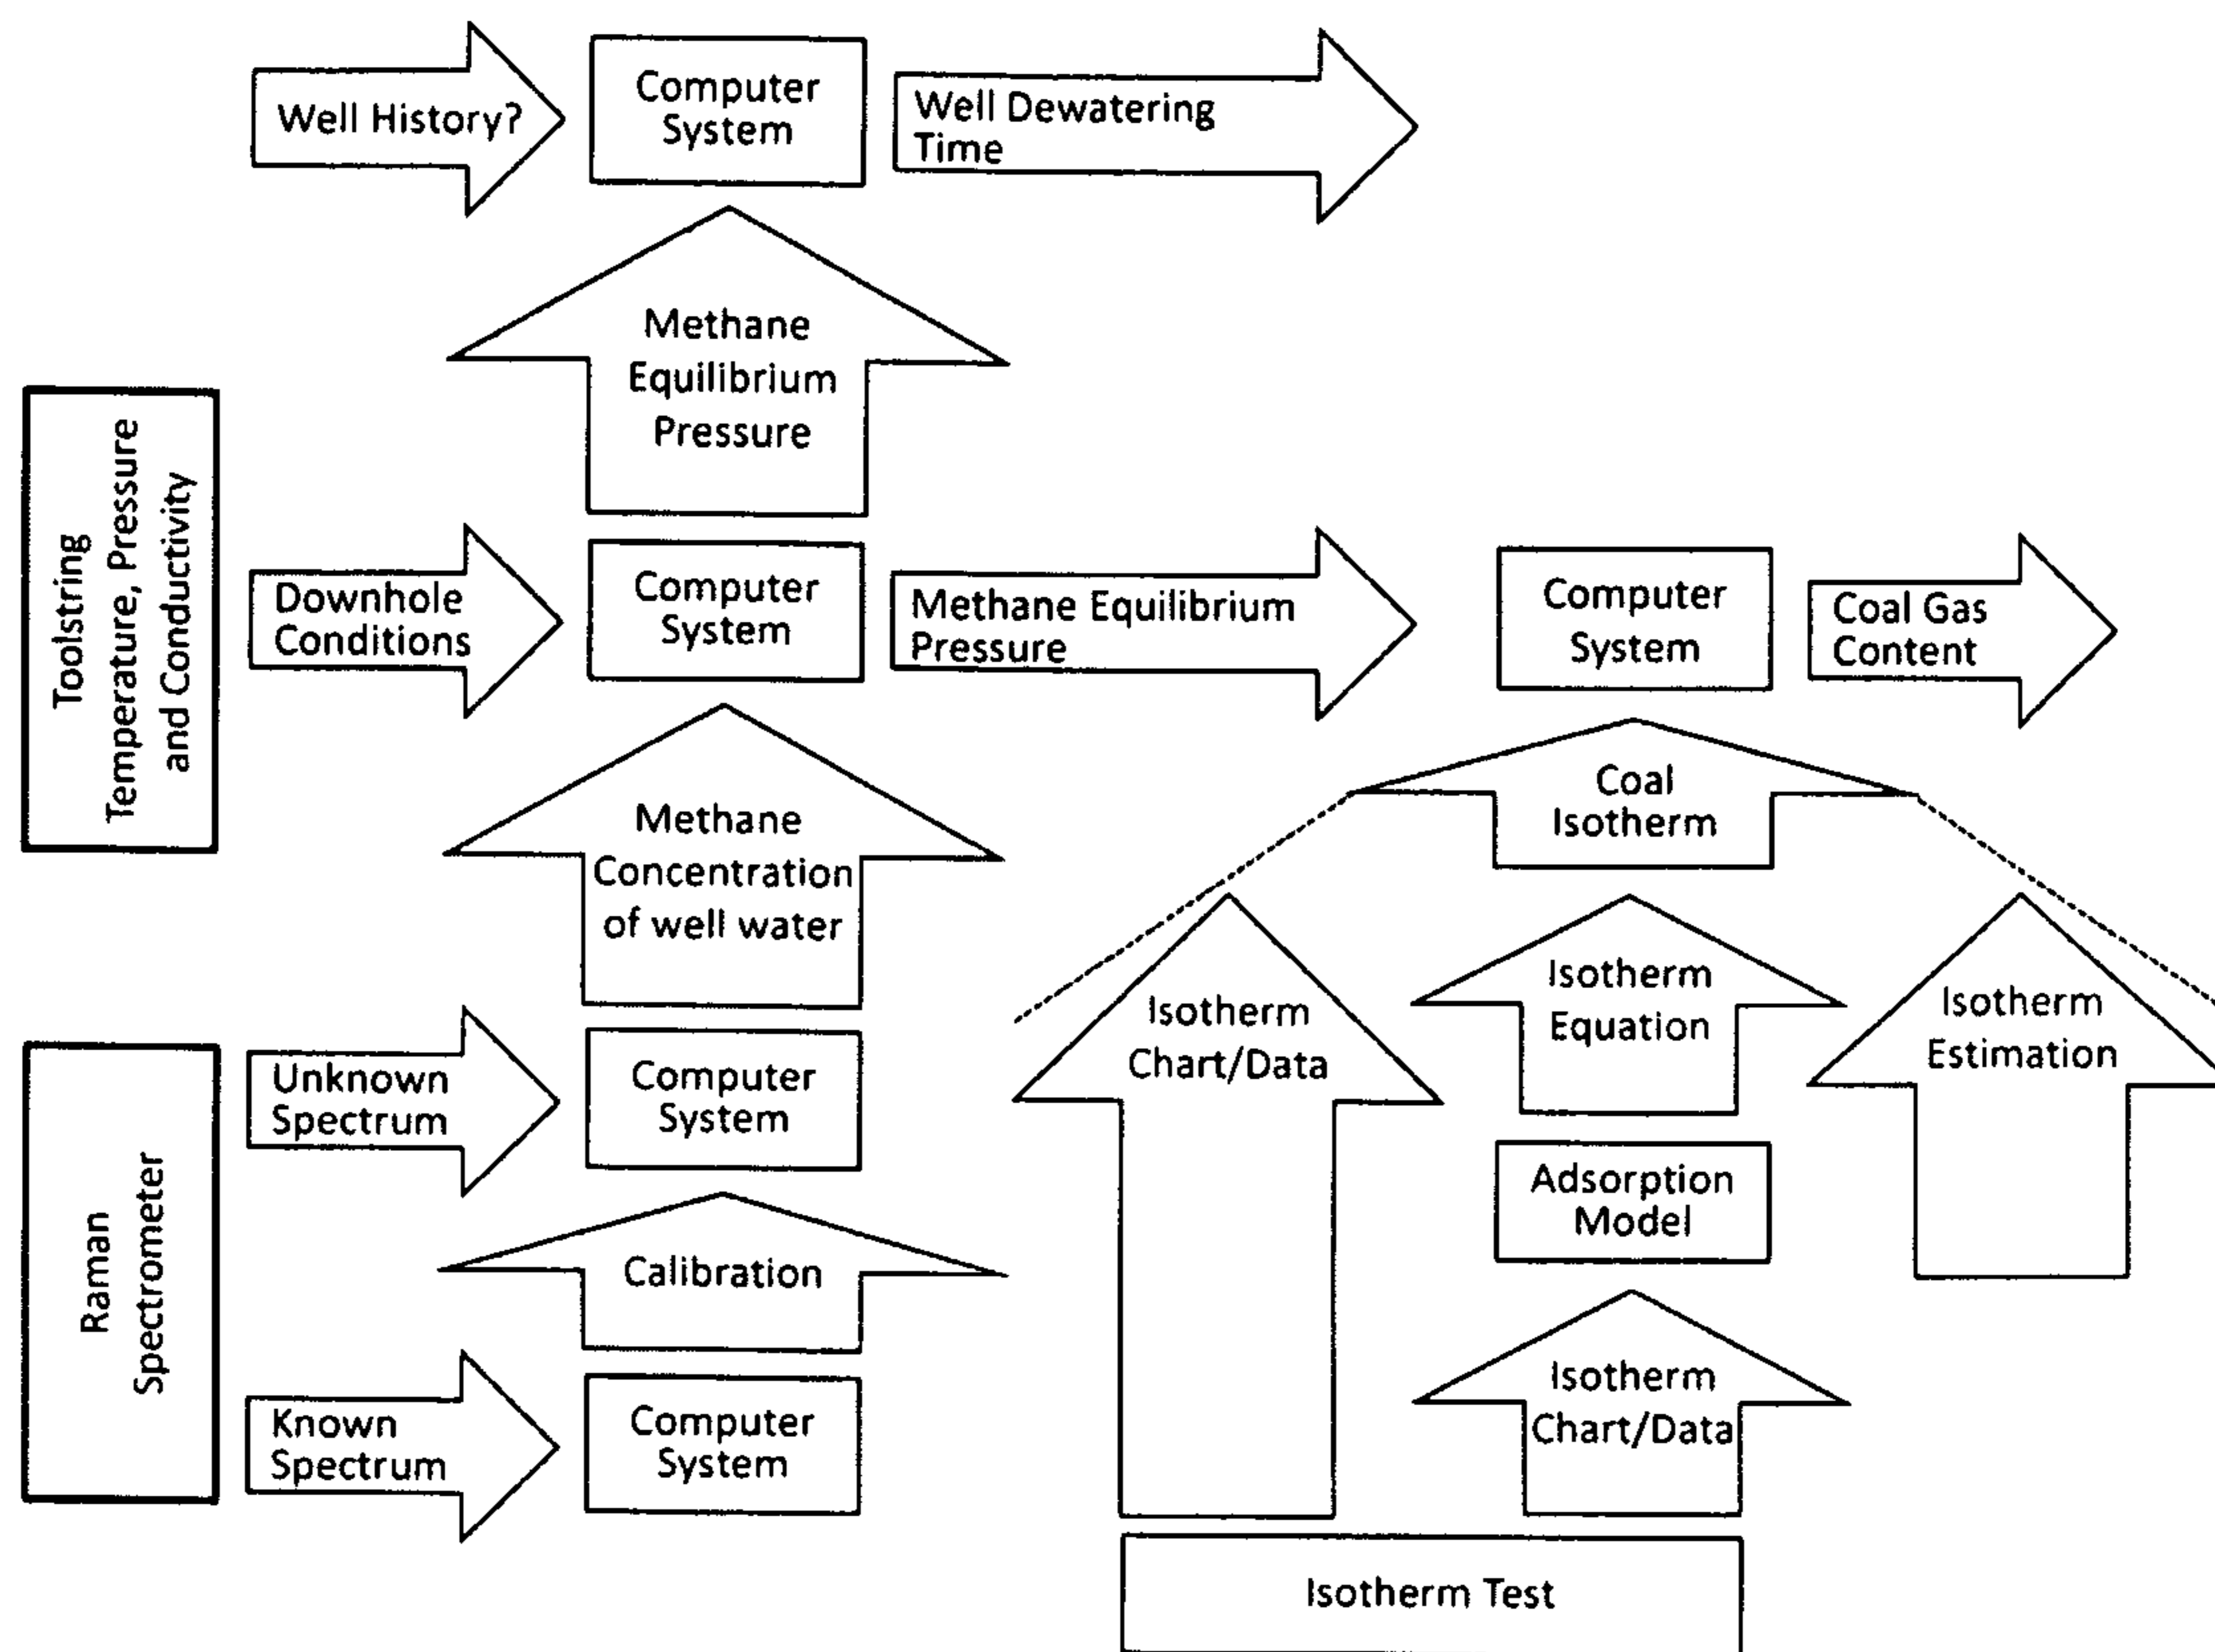 Well History?
Computer
System
Well Dewatering
Time
Methane
Equilibrium
Pressure
Toolstring
Temperature, Pressure
and Conductivity
Downhole
Conditions
Computer
System
Methane Equilibrium
Pressure
Computer
System
Coal Gas
Content
Methane
Concentration
of well water
Coal
Isotherm
Raman
Spectrometer
Unknown
Spectrum
Computer
System
Isotherm
Chart/Data
Isotherm
Equation
Isotherm
Estimation
Calibration
Adsorption
Model
Known
Spectrum
Computer
System
Isotherm
Chart/Data
Isotherm Test